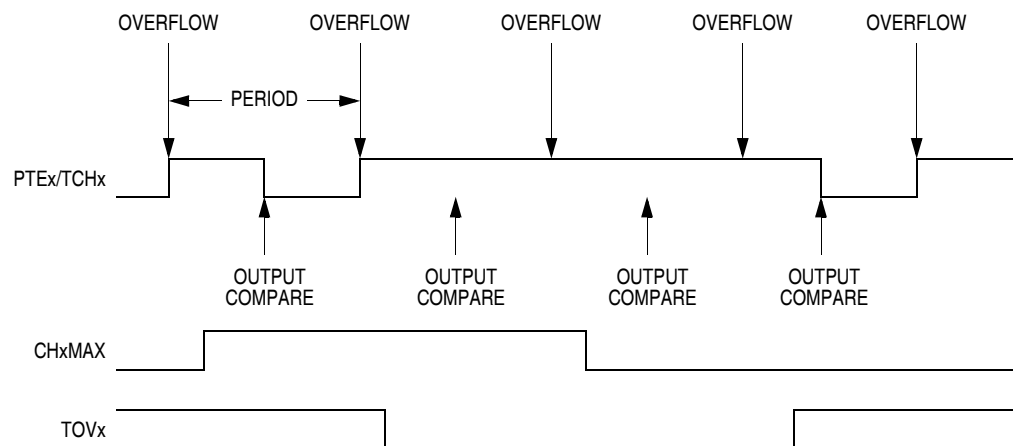 OVERFLOW OVERFLOW OVERFLOW OVERFLOW OVERFLOW
PERIOD
PTEx/TCHx
OUTPUT OUTPUT OUTPUT OUTPUT
COMPARE COMPARE COMPARE COMPARE
CHxMAX
TOVx